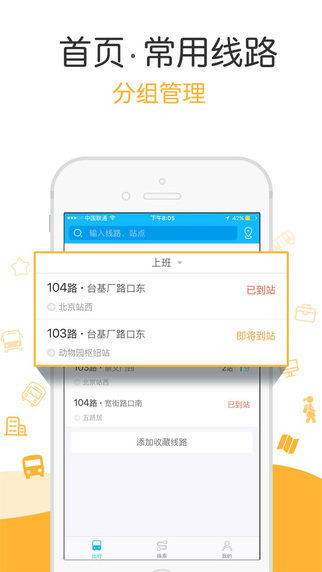 首页·常用线路
分组管理
中国联通 下午8:05 42%
输入线路、站点
上班
104路·台基厂路口东 已到站
北京站西
103路·台基厂路口东 即将到站
动物园枢纽站
103路·崇文门西 2站
北京站西
104路·宽街路口南 已到站
五路居
添加收藏线路
出行 我的